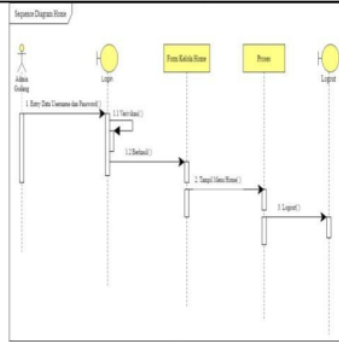 Sequence Diagram Home
Form Kelola Home
Proses
Admin
Gudang
Login
Logout
1. Entry Data Username dan Password()
1.1 Verifikasi()
1.2 Berhasil()
2. Tampil Menu Home()
3. Logout()